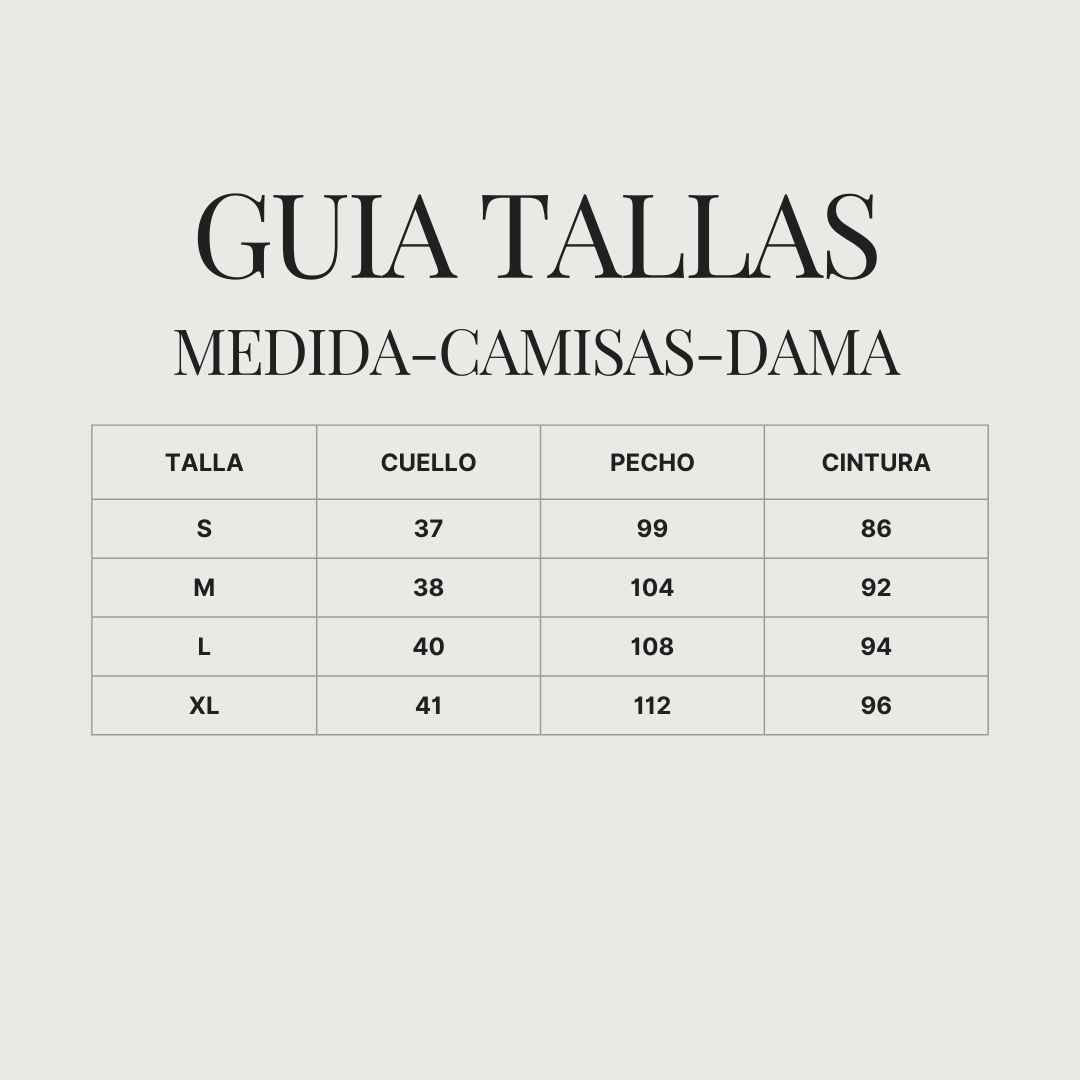 GUIA TALLAS
MEDIDA-CAMISAS-DAMA
TALLA CUELLO PECHO CINTURA
S 37 99 86
M 38 104 92
L 40 108 94
XL 41 112 96